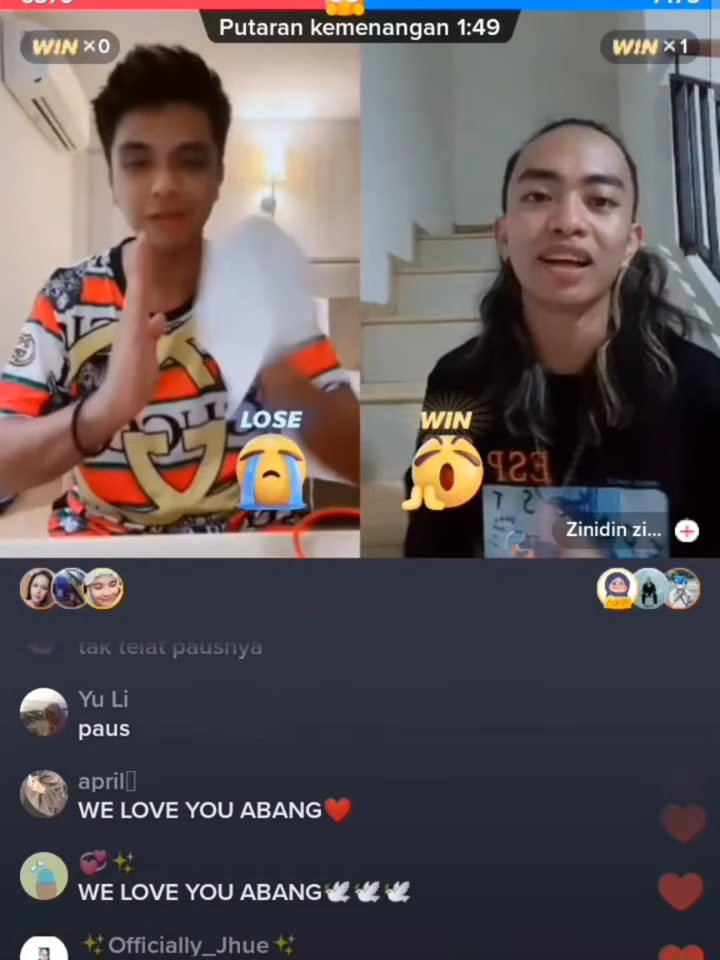 Putaran kemenangan 1:49
WIN ×0
WIN ×1
LOSE
WIN
ESP
Zinidin zi...
tak telat pausnya
Yu Li
paus
april
WE LOVE YOU ABANG❤️
💞✨
WE LOVE YOU ABANG🕊️🕊️🕊️
✨Officially_Jhue✨